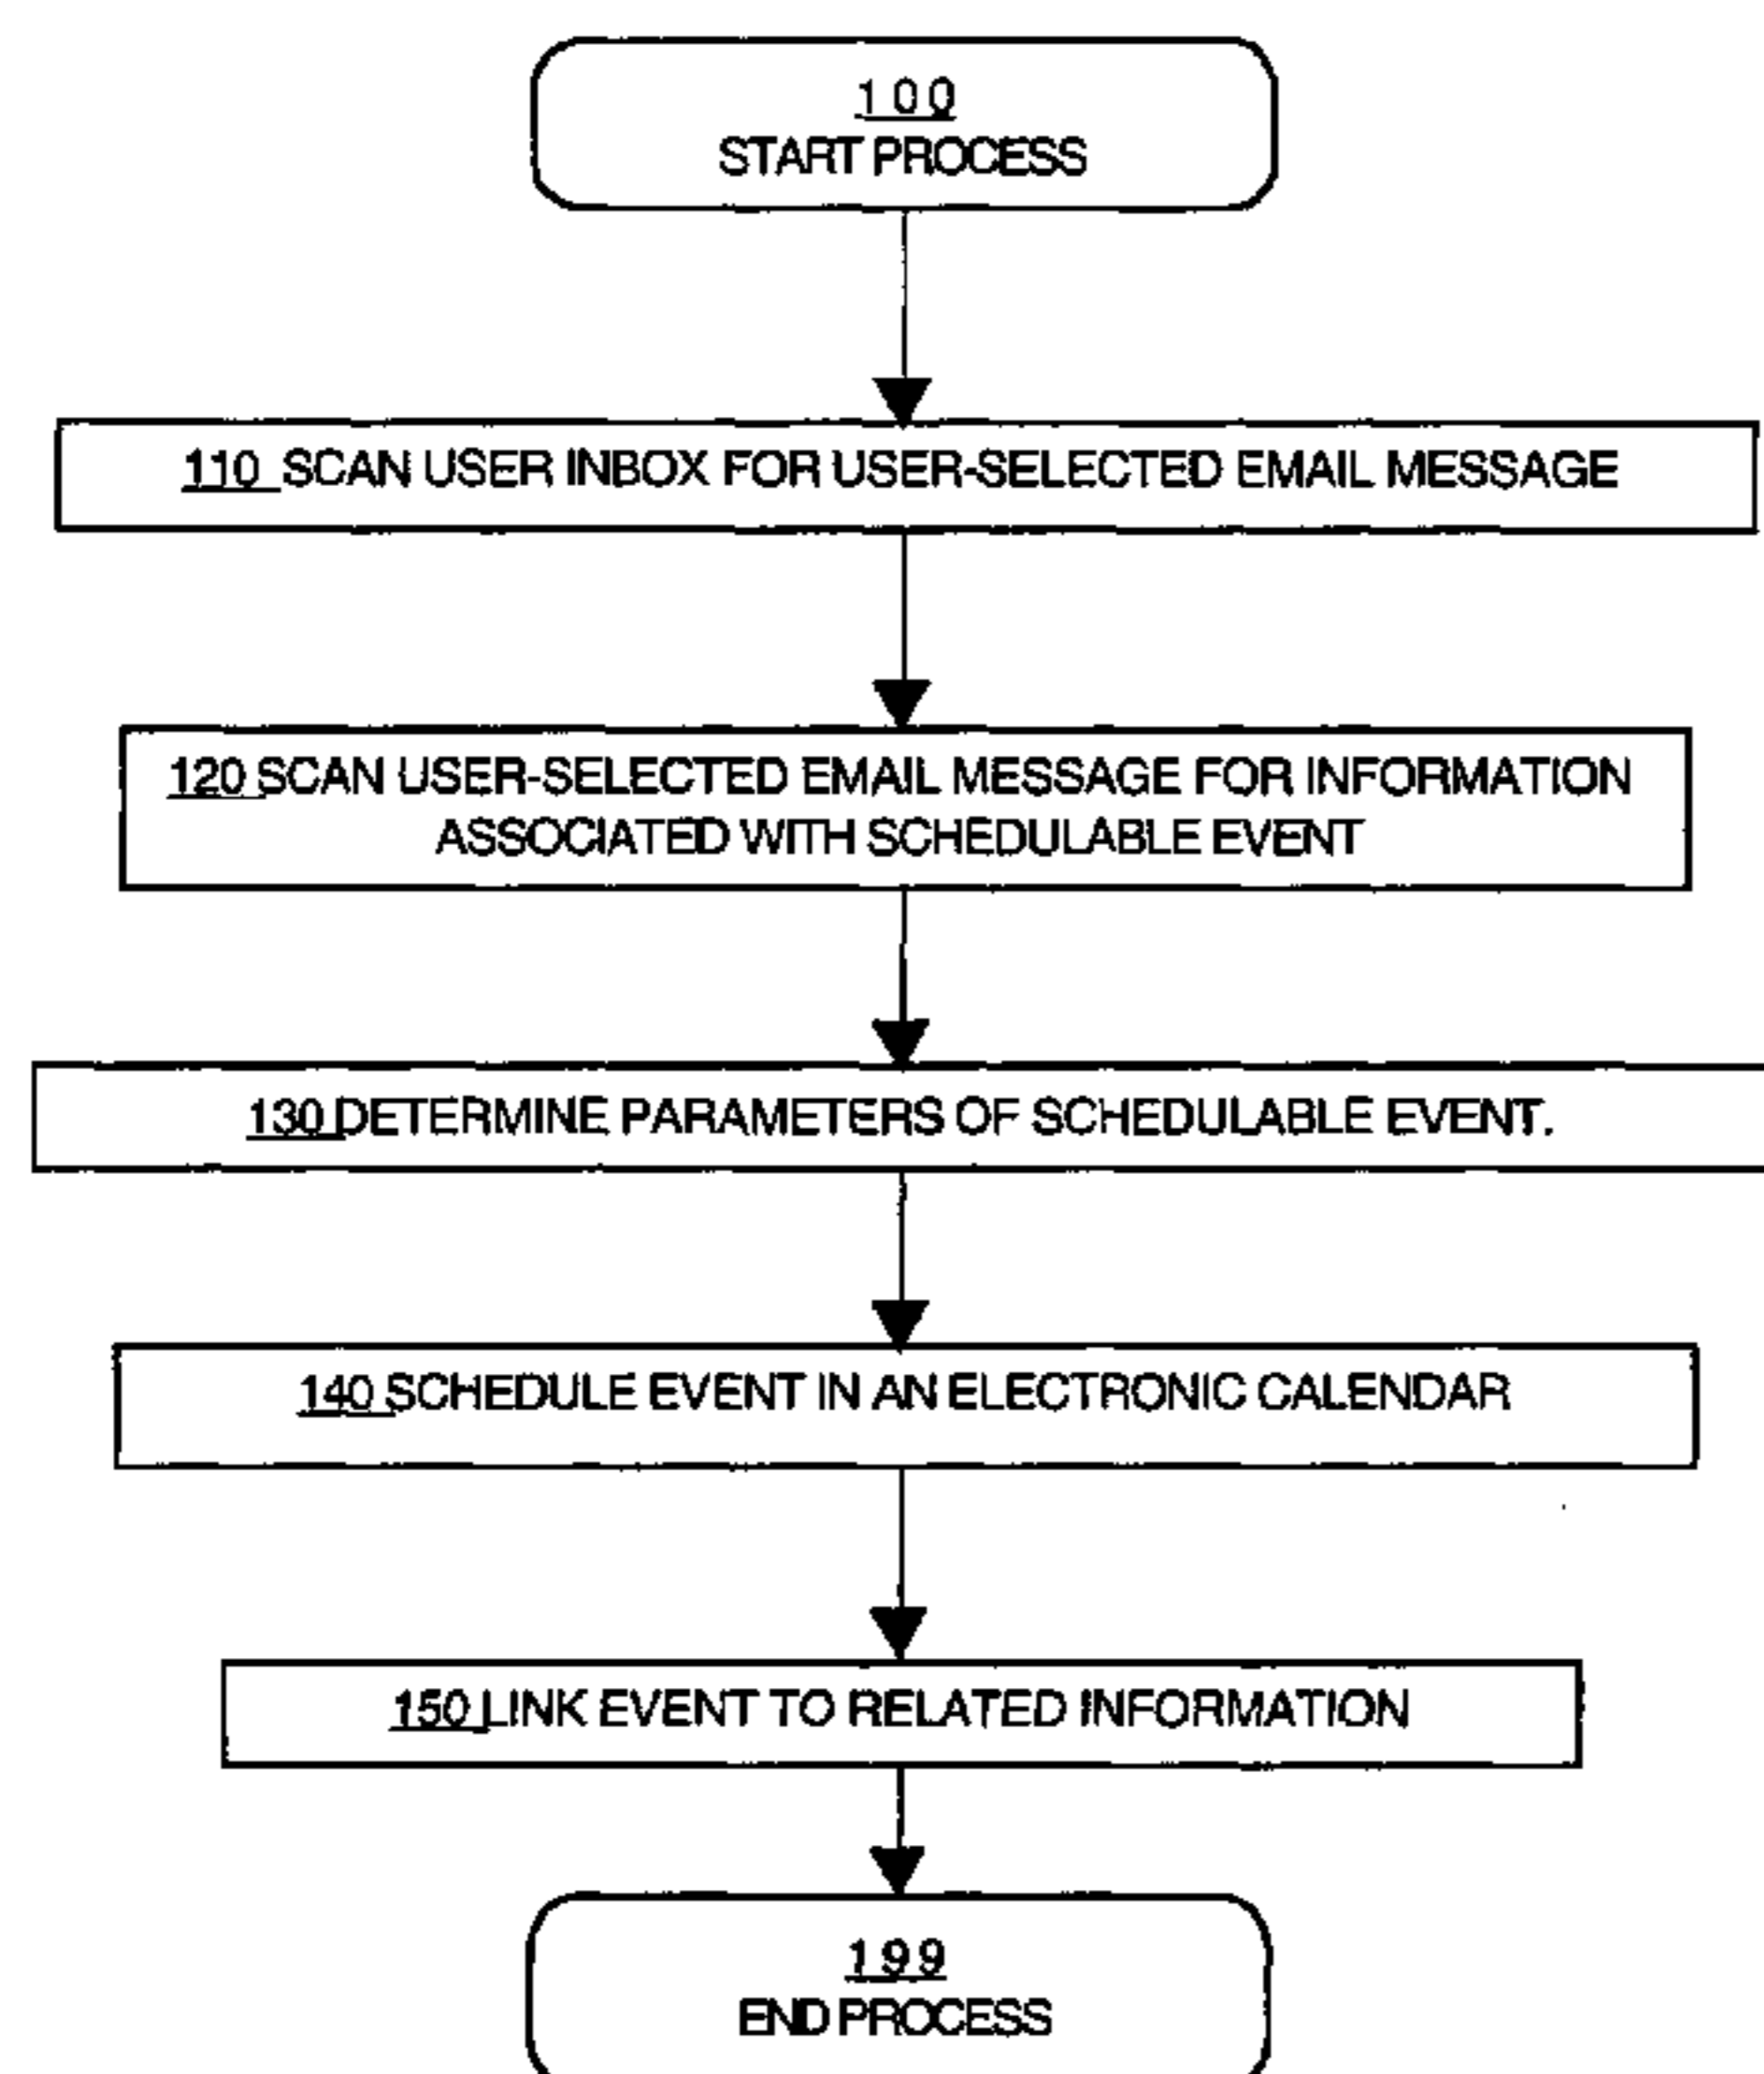 100
START PROCESS
110 SCAN USER INBOX FOR USER-SELECTED EMAIL MESSAGE
120 SCAN USER-SELECTED EMAIL MESSAGE FOR INFORMATION
ASSOCIATED WITH SCHEDULABLE EVENT
130 DETERMINE PARAMETERS OF SCHEDULABLE EVENT.
140 SCHEDULE EVENT IN AN ELECTRONIC CALENDAR
150 LINK EVENT TO RELATED INFORMATION
199
END PROCESS